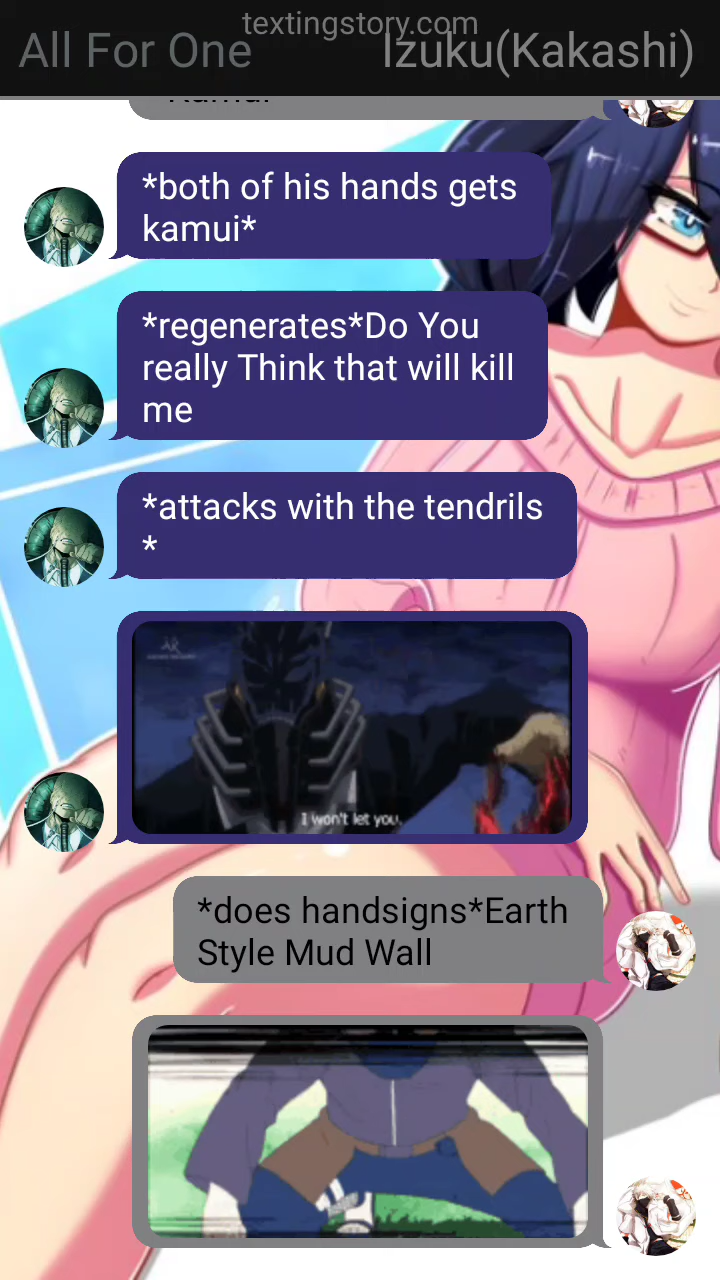 textingstory.com
All For One
Izuku(Kakashi)
*both of his hands gets
kamui*
*regenerates*Do You
really Think that will kill
me
*attacks with the tendrils
*
I won't let you.
*does handsigns*Earth
Style Mud Wall